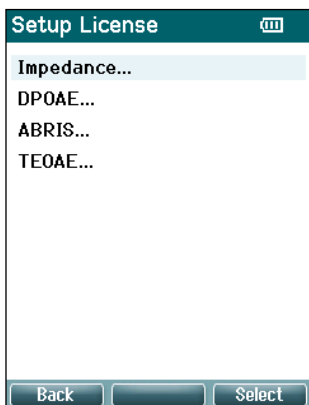 Setup License
Impedance...
DPOAE...
ABRIS...
TEOAE...
Back Select